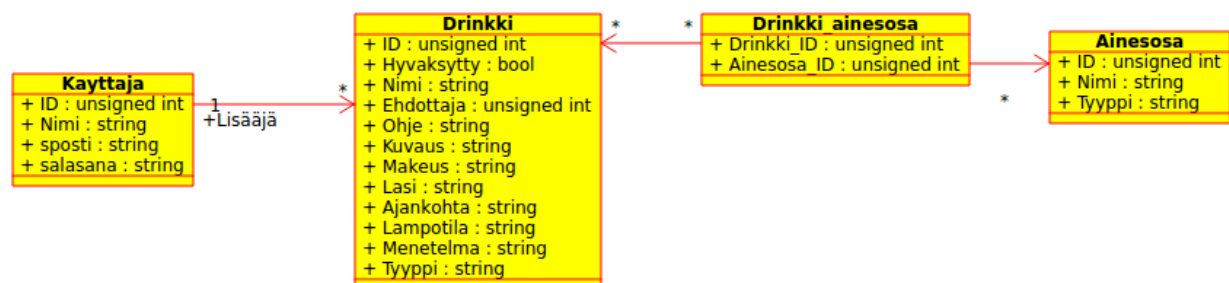 Kayttaja
+ ID : unsigned int
+ Nimi : string
+ sposti : string
+ salasana : string
1
+Lisääjä
*
Drinkki
+ ID : unsigned int
+ Hyvaksytty : bool
+ Nimi : string
+ Ehdottaja : unsigned int
+ Ohje : string
+ Kuvaus : string
+ Makeus : string
+ Lasi : string
+ Ajankohta : string
+ Lampotila : string
+ Menetelma : string
+ Tyyppi : string
*
*
Drinkki_ainesosa
+ Drinkki_ID : unsigned int
+ Ainesosa_ID : unsigned int
*
Ainesosa
+ ID : unsigned int
+ Nimi : string
+ Tyyppi : string